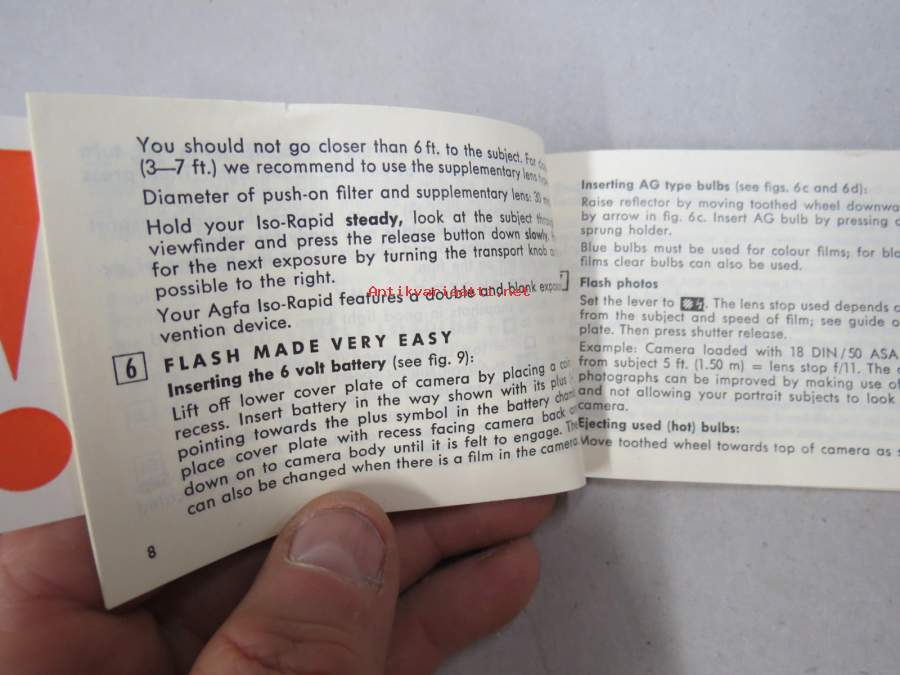 You should not go closer than 6 ft. to the subject. For
(3—7 ft.) we recommend to use the supplementary lens
Diameter of push-on filter and supplementary lens: 30
Hold your Iso-Rapid steady, look at the subject through
viewfinder and press the release button down slowly.
for the next exposure by turning the transport knob
possible to the right.
Your Agfa Iso-Rapid features a double and blank
vention device.
6 FLASH MADE VERY EASY
Inserting the 6 volt battery (see fig. 9):
Lift off lower cover plate of camera by placing a
recess. Insert battery in the way shown with its plus
pointing towards the plus symbol in the battery
place cover plate with recess facing camera back
down on to camera body until it is felt to engage. The
can also be changed when there is a film in the camera.
8
Inserting AG type bulbs (see figs. 6c and 6d):
Raise reflector by moving toothed wheel
by arrow in fig. 6c. Insert AG bulb by pressing
sprung holder.
Blue bulbs must be used for colour films; for
films clear bulbs can also be used.
Flash photos
Set the lever to . The lens stop used depends
from the subject and speed of film; see guide
plate. Then press shutter release.
Example: Camera loaded with 18 DIN/50 ASA
from subject 5 ft. (1.50 m) = lens stop f/11. The
photographs can be improved by making use of
and not allowing your portrait subjects to look
camera.
Ejecting used (hot) bulbs:
Move toothed wheel towards top of camera as
Antikvariaatti.net